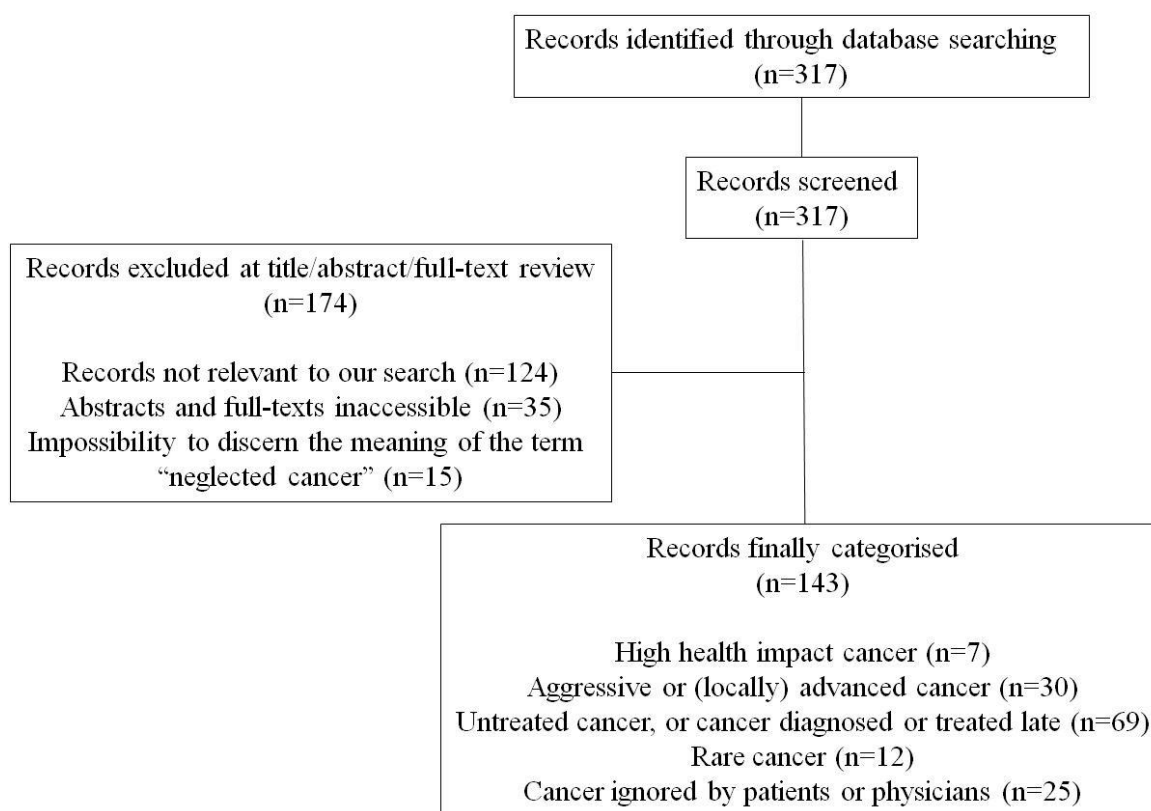 Records identified through database searching
(n=317)
Records screened
(n=317)
Records excluded at title/abstract/full-text review
(n=174)
Records not relevant to our search (n=124)
Abstracts and full-texts inaccessible (n=35)
Impossibility to discern the meaning of the term
“neglected cancer” (n=15)
Records finally categorised
(n=143)
High health impact cancer (n=7)
Aggressive or (locally) advanced cancer (n=30)
Untreated cancer, or cancer diagnosed or treated late (n=69)
Rare cancer (n=12)
Cancer ignored by patients or physicians (n=25)